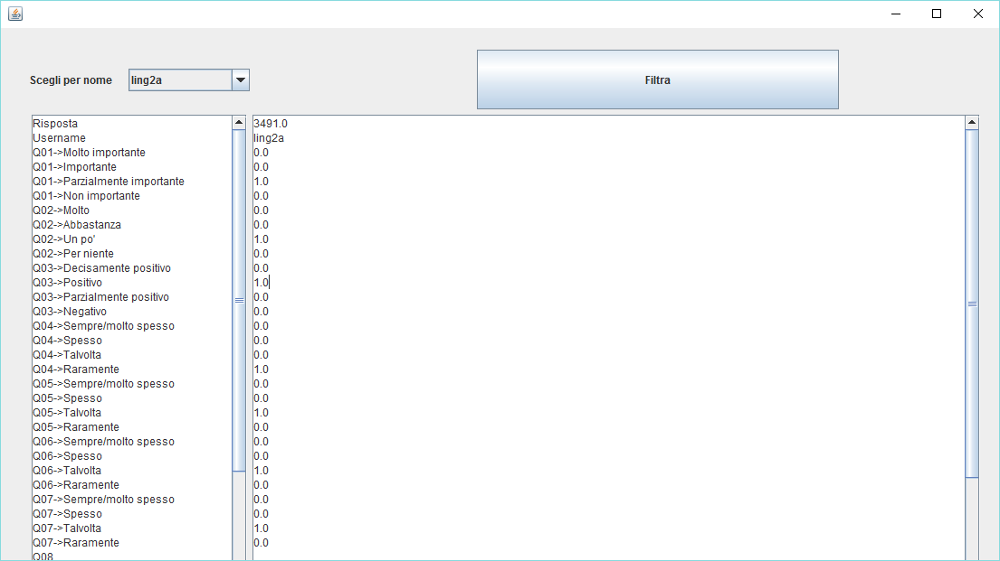 Scegli per nome ling2a Filtra
Risposta 3491.0
Username ling2a
Q01->Molto importante 0.0
Q01->Importante 0.0
Q01->Parzialmente importante 1.0
Q01->Non importante 0.0
Q02->Molto 0.0
Q02->Abbastanza 0.0
Q02->Un po' 1.0
Q02->Per niente 0.0
Q03->Decisamente positivo 0.0
Q03->Positivo 1.0
Q03->Parzialmente positivo 0.0
Q03->Negativo 0.0
Q04->Sempre/molto spesso 0.0
Q04->Spesso 0.0
Q04->Talvolta 0.0
Q04->Raramente 1.0
Q05->Sempre/molto spesso 0.0
Q05->Spesso 0.0
Q05->Talvolta 1.0
Q05->Raramente 0.0
Q06->Sempre/molto spesso 0.0
Q06->Spesso 0.0
Q06->Talvolta 1.0
Q06->Raramente 0.0
Q07->Sempre/molto spesso 0.0
Q07->Spesso 0.0
Q07->Talvolta 1.0
Q07->Raramente 0.0
Q08